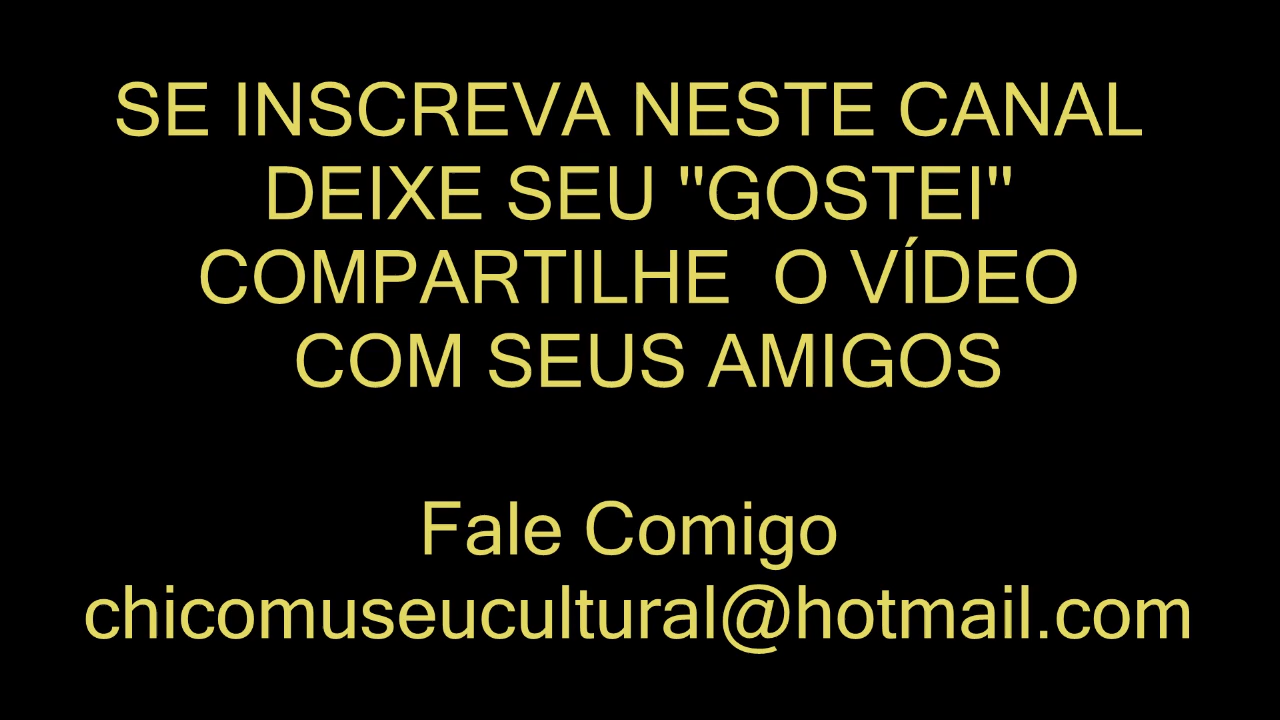 SE INSCREVA NESTE CANAL
DEIXE SEU "GOSTEI"
COMPARTILHE  O VÍDEO
COM SEUS AMIGOS
Fale Comigo
chicomuseucultural@hotmail.com